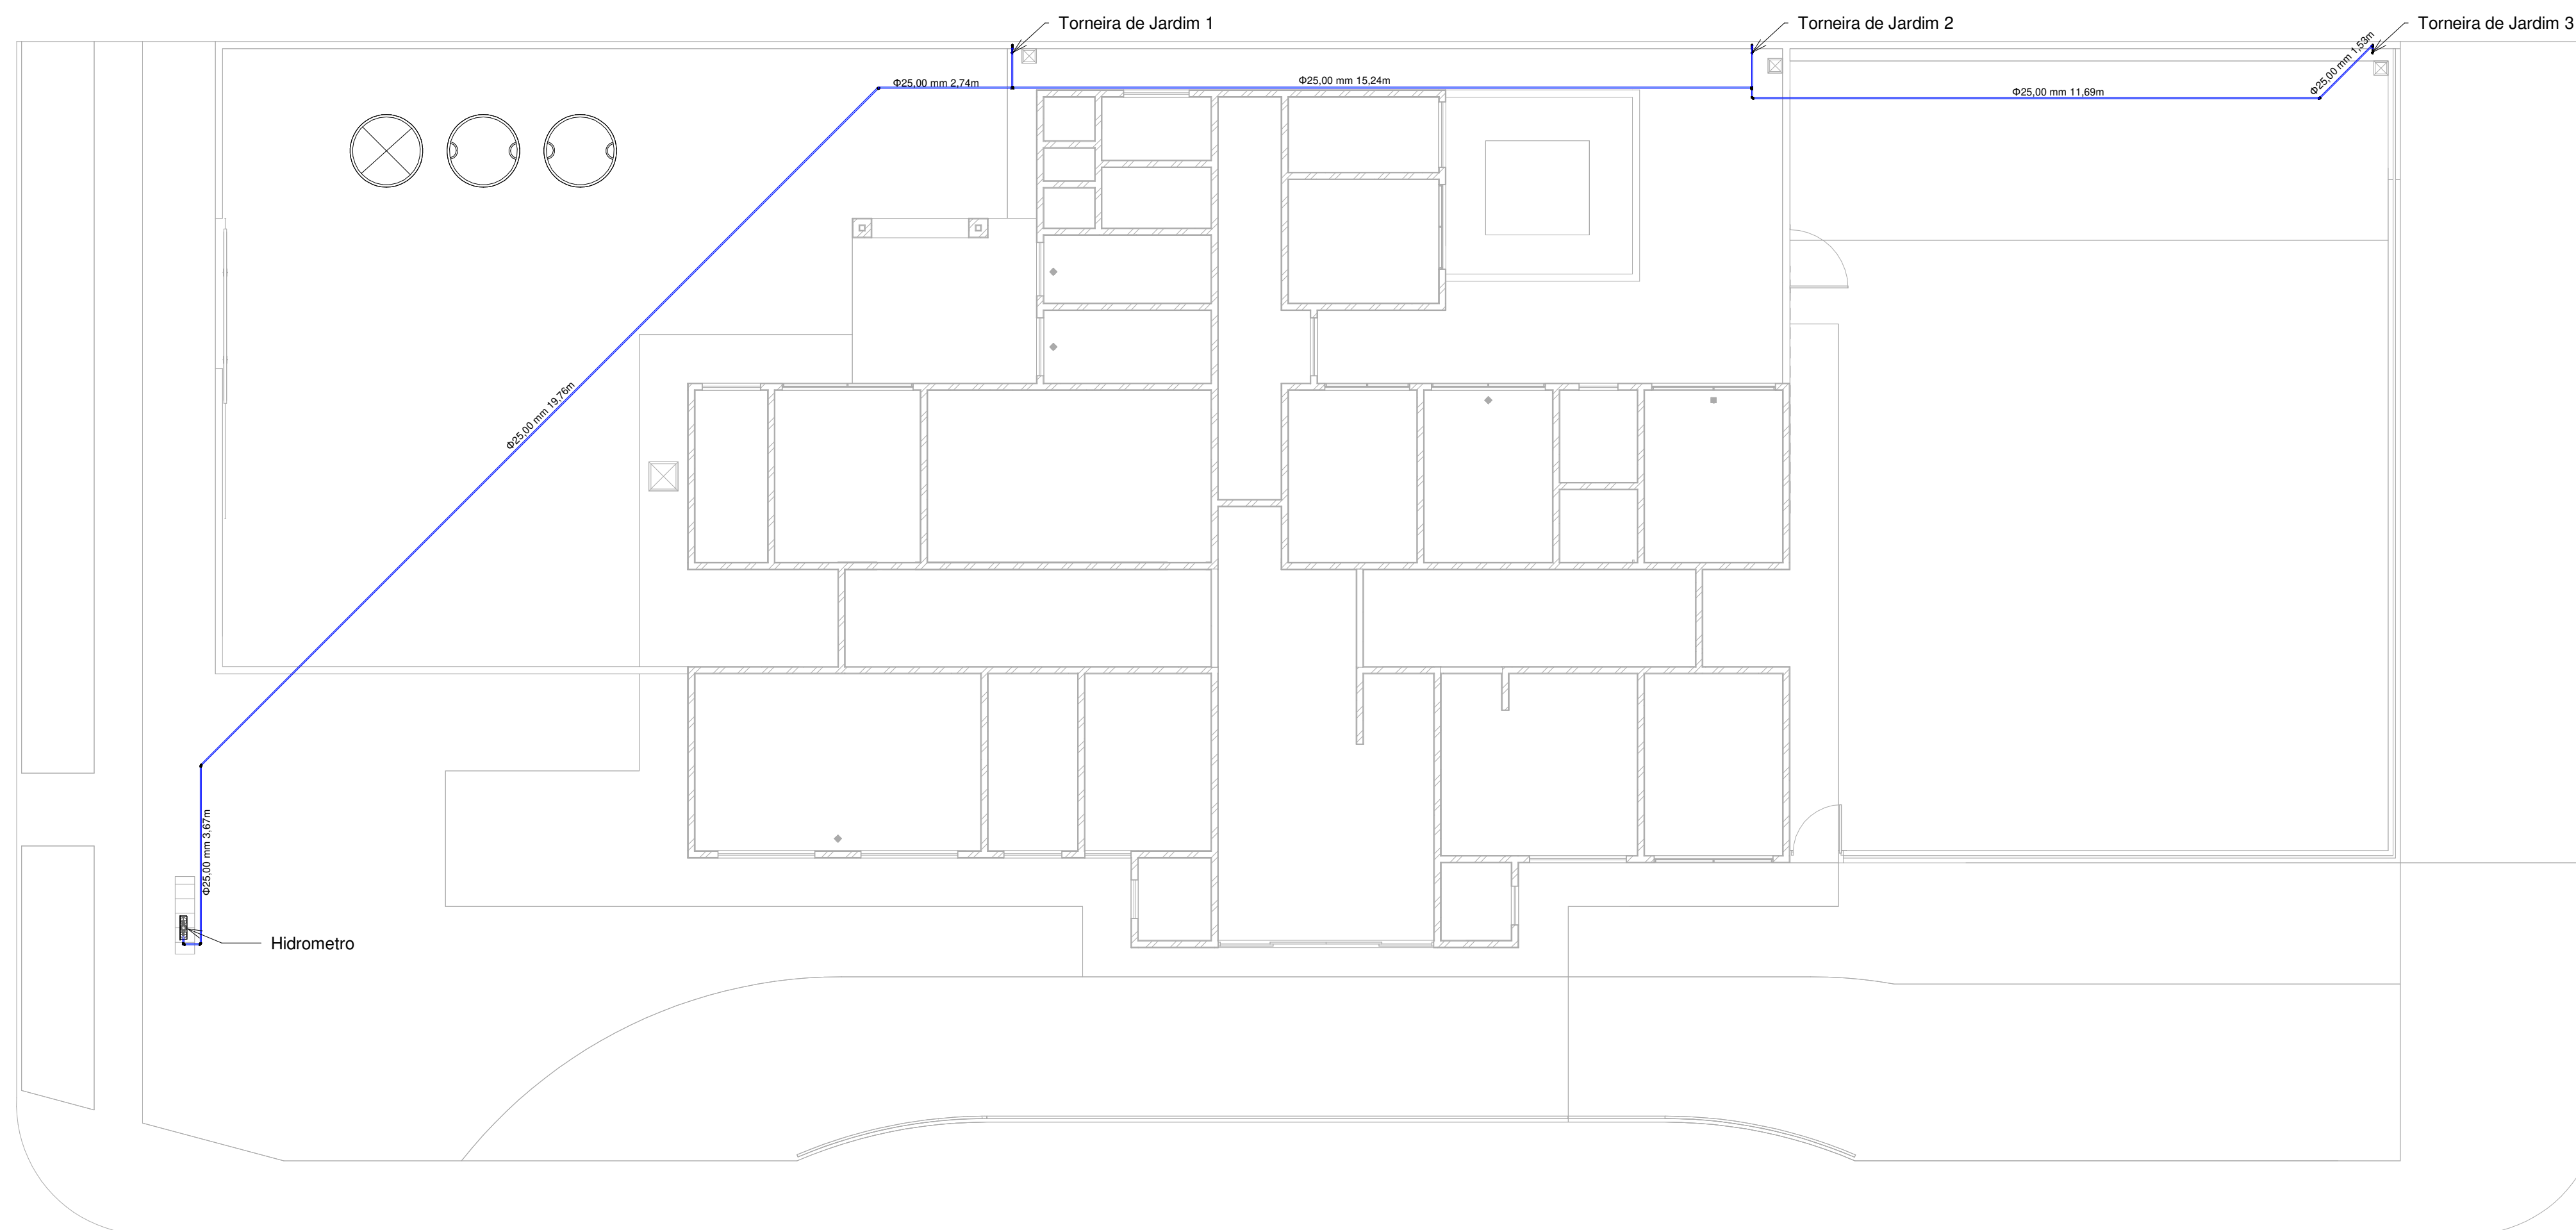 Torneira de Jardim 1
Torneira de Jardim 2
Torneira de Jardim 3
Φ25,00 mm 2,74m
Φ25,00 mm 15,24m
Φ25,00 mm 11,69m
Φ25,00 mm 1,53m
Φ25,00 mm 19,76m
Φ25,00 mm 3,67m
Hidrometro